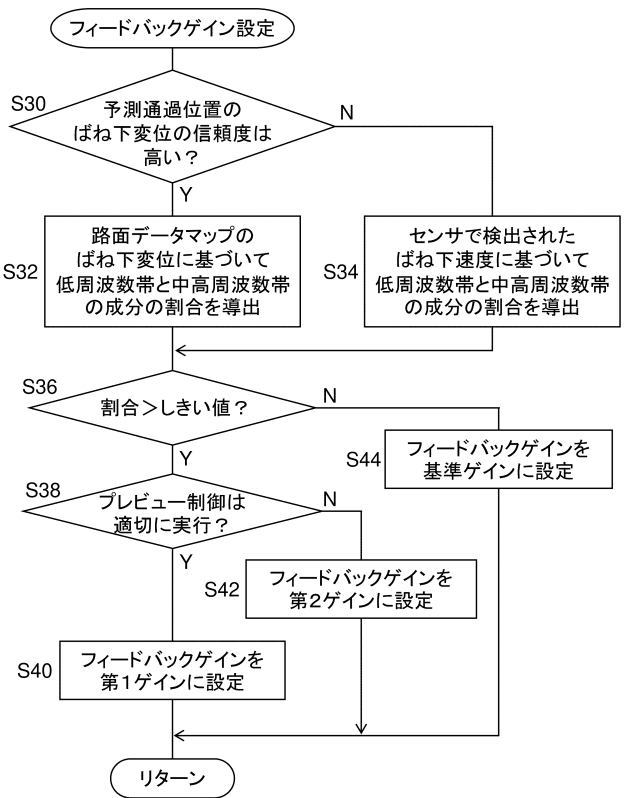 フィードバックゲイン設定
S30
予測通過位置の
ばね下変位の信頼度は
高い？
N
Y
S32
路面データマップの
ばね下変位に基づいて
低周波数帯と中高周波数帯
の成分の割合を導出
S34
センサで検出された
ばね下速度に基づいて
低周波数帯と中高周波数帯
の成分の割合を導出
S36
割合＞しきい値？
N
Y
S44
フィードバックゲインを
基準ゲインに設定
S38
プレビュー制御は
適切に実行？
N
Y
S42
フィードバックゲインを
第２ゲインに設定
S40
フィードバックゲインを
第１ゲインに設定
リターン